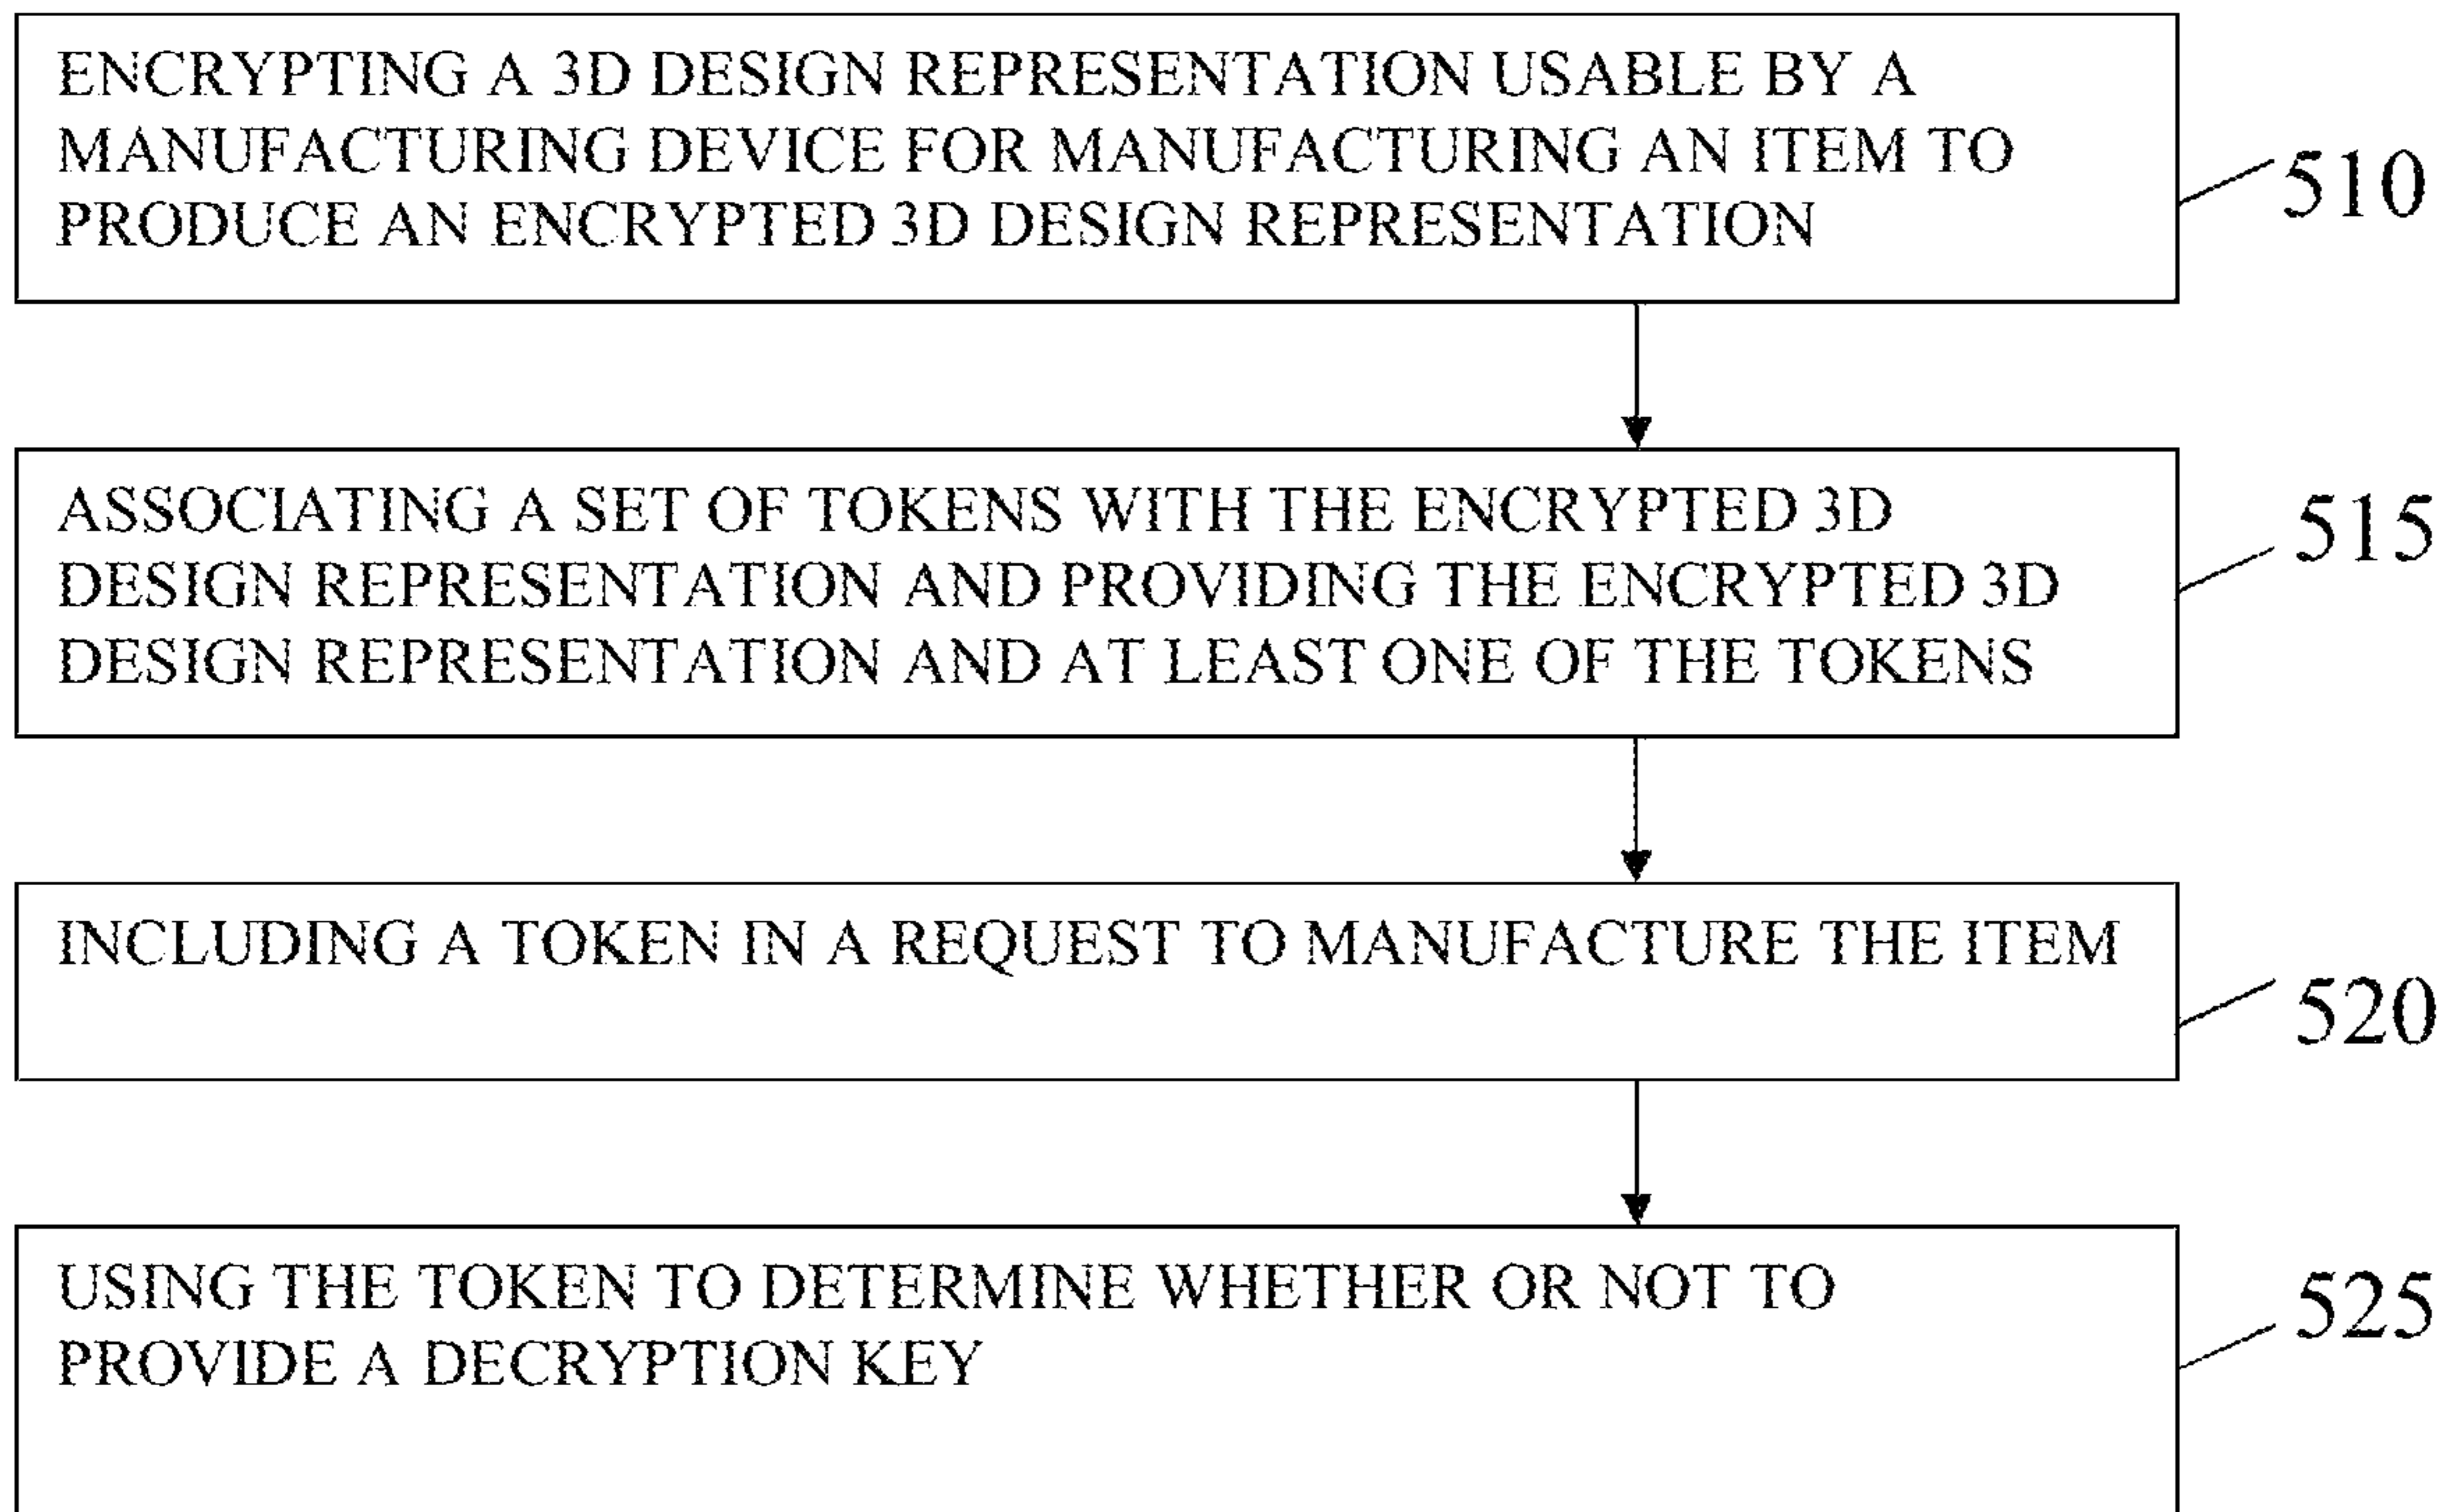 ENCRYPTING A 3D DESIGN REPRESENTATION USABLE BY A
MANUFACTURING DEVICE FOR MANUFACTURING AN ITEM TO
PRODUCE AN ENCRYPTED 3D DESIGN REPRESENTATION
510
ASSOCIATING A SET OF TOKENS WITH THE ENCRYPTED 3D
DESIGN REPRESENTATION AND PROVIDING THE ENCRYPTED 3D
DESIGN REPRESENTATION AND AT LEAST ONE OF THE TOKENS
515
INCLUDING A TOKEN IN A REQUEST TO MANUFACTURE THE ITEM
520
USING THE TOKEN TO DETERMINE WHETHER OR NOT TO
PROVIDE A DECRYPTION KEY
525